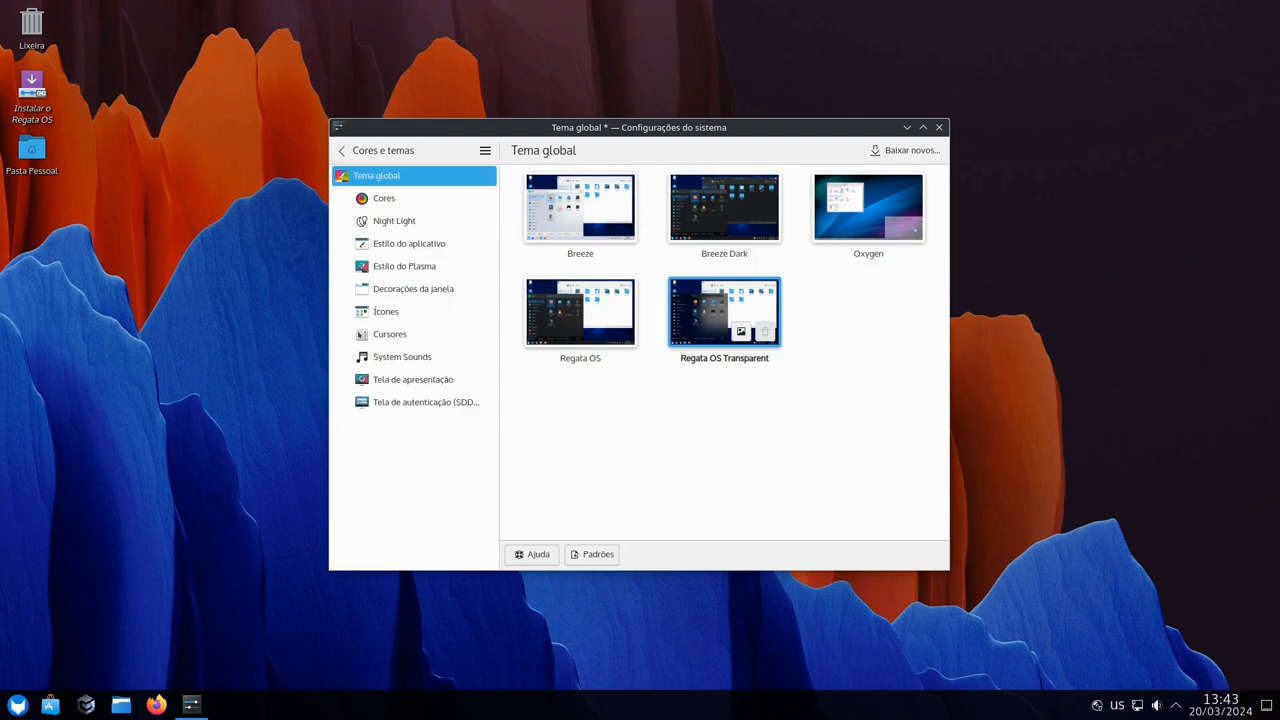 Lixeira
Instalar o
Regata OS
Pasta Pessoal
Tema global * — Configurações do sistema
Cores e temas
Tema global
Baixar novos...
Tema global
Cores
Night Light
Estilo do aplicativo
Estilo do Plasma
Decorações da janela
Ícones
Cursores
System Sounds
Tela de apresentação
Tela de autenticação (SDD...
Breeze
Breeze Dark
Oxygen
Regata OS
Regata OS Transparent
Ajuda
Padrões
US
13:43
20/03/2024